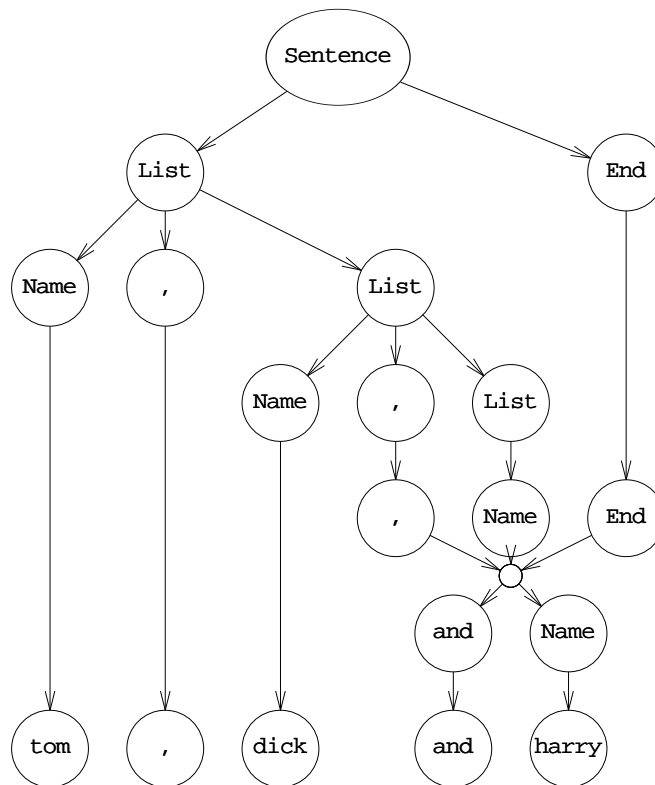 Sentence
List End
Name , List
Name , List
, Name End
and Name
tom , dick and harry